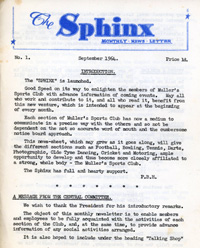 The Sphinx
MONTHLY NEWS LETTER
No. 1. September 1964. Price 4d.
INTRODUCTION.
The "SPHINX" is launched.
Good Speed on its way to enlighten the members of Muller's
Sports Club with advance information of coming events. May all
who work and contribute to it, and all who read it, benefit from
this new venture, which is intended to appear at the beginning
of every month.
Each section of Muller's Sports Club has now a medium to
communicate in a precise way with the others and so not be
dependent on the not so accurate word of mouth and the cumbersome
notice board approach.
This news-sheet, which may grow as it goes along, will give
the different sections such as Football, Bowling, Tennis, Darts,
Photography, Film Type Sewing, Cricket and Motoring, ample
opportunity to develop and thus become more closely affiliated to
a strong, whole body - The Muller's Sports Club.
The Sphinx has full and hearty support.
A MESSAGE FROM THE CENTRAL COMMITTEE.
We wish to thank the President for his introductory remarks.
The object of this monthly newsletter is to enable members
and employees to be fully acquainted with the activities of each
section of the Club, and, at the same time, to provide advance
information of any social activities arranged.
It is also hoped to include under the heading "Talking Shop"